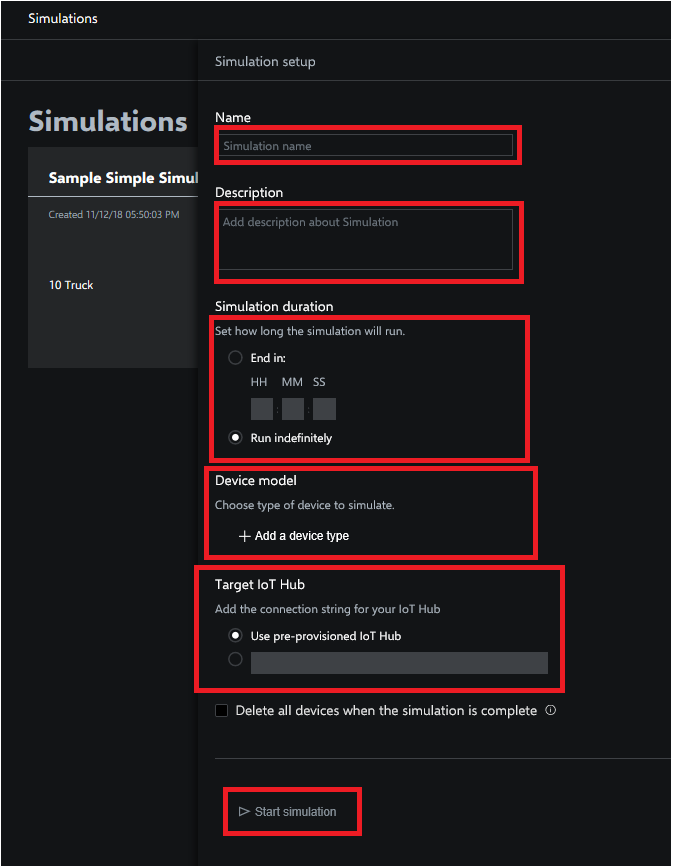 Simulations
Simulation setup
Simulations
Sample Simple Simul
Created 11/12/18 05:50:03 PM
10 Truck
Name
Simulation name
Description
Add description about Simulation
Simulation duration
Set how long the simulation will run.
End in:
HH MM SS
: :
Run indefinitely
Device model
Choose type of device to simulate.
+ Add a device type
Target IoT Hub
Add the connection string for your IoT Hub
Use pre-provisioned IoT Hub
Delete all devices when the simulation is complete
Start simulation